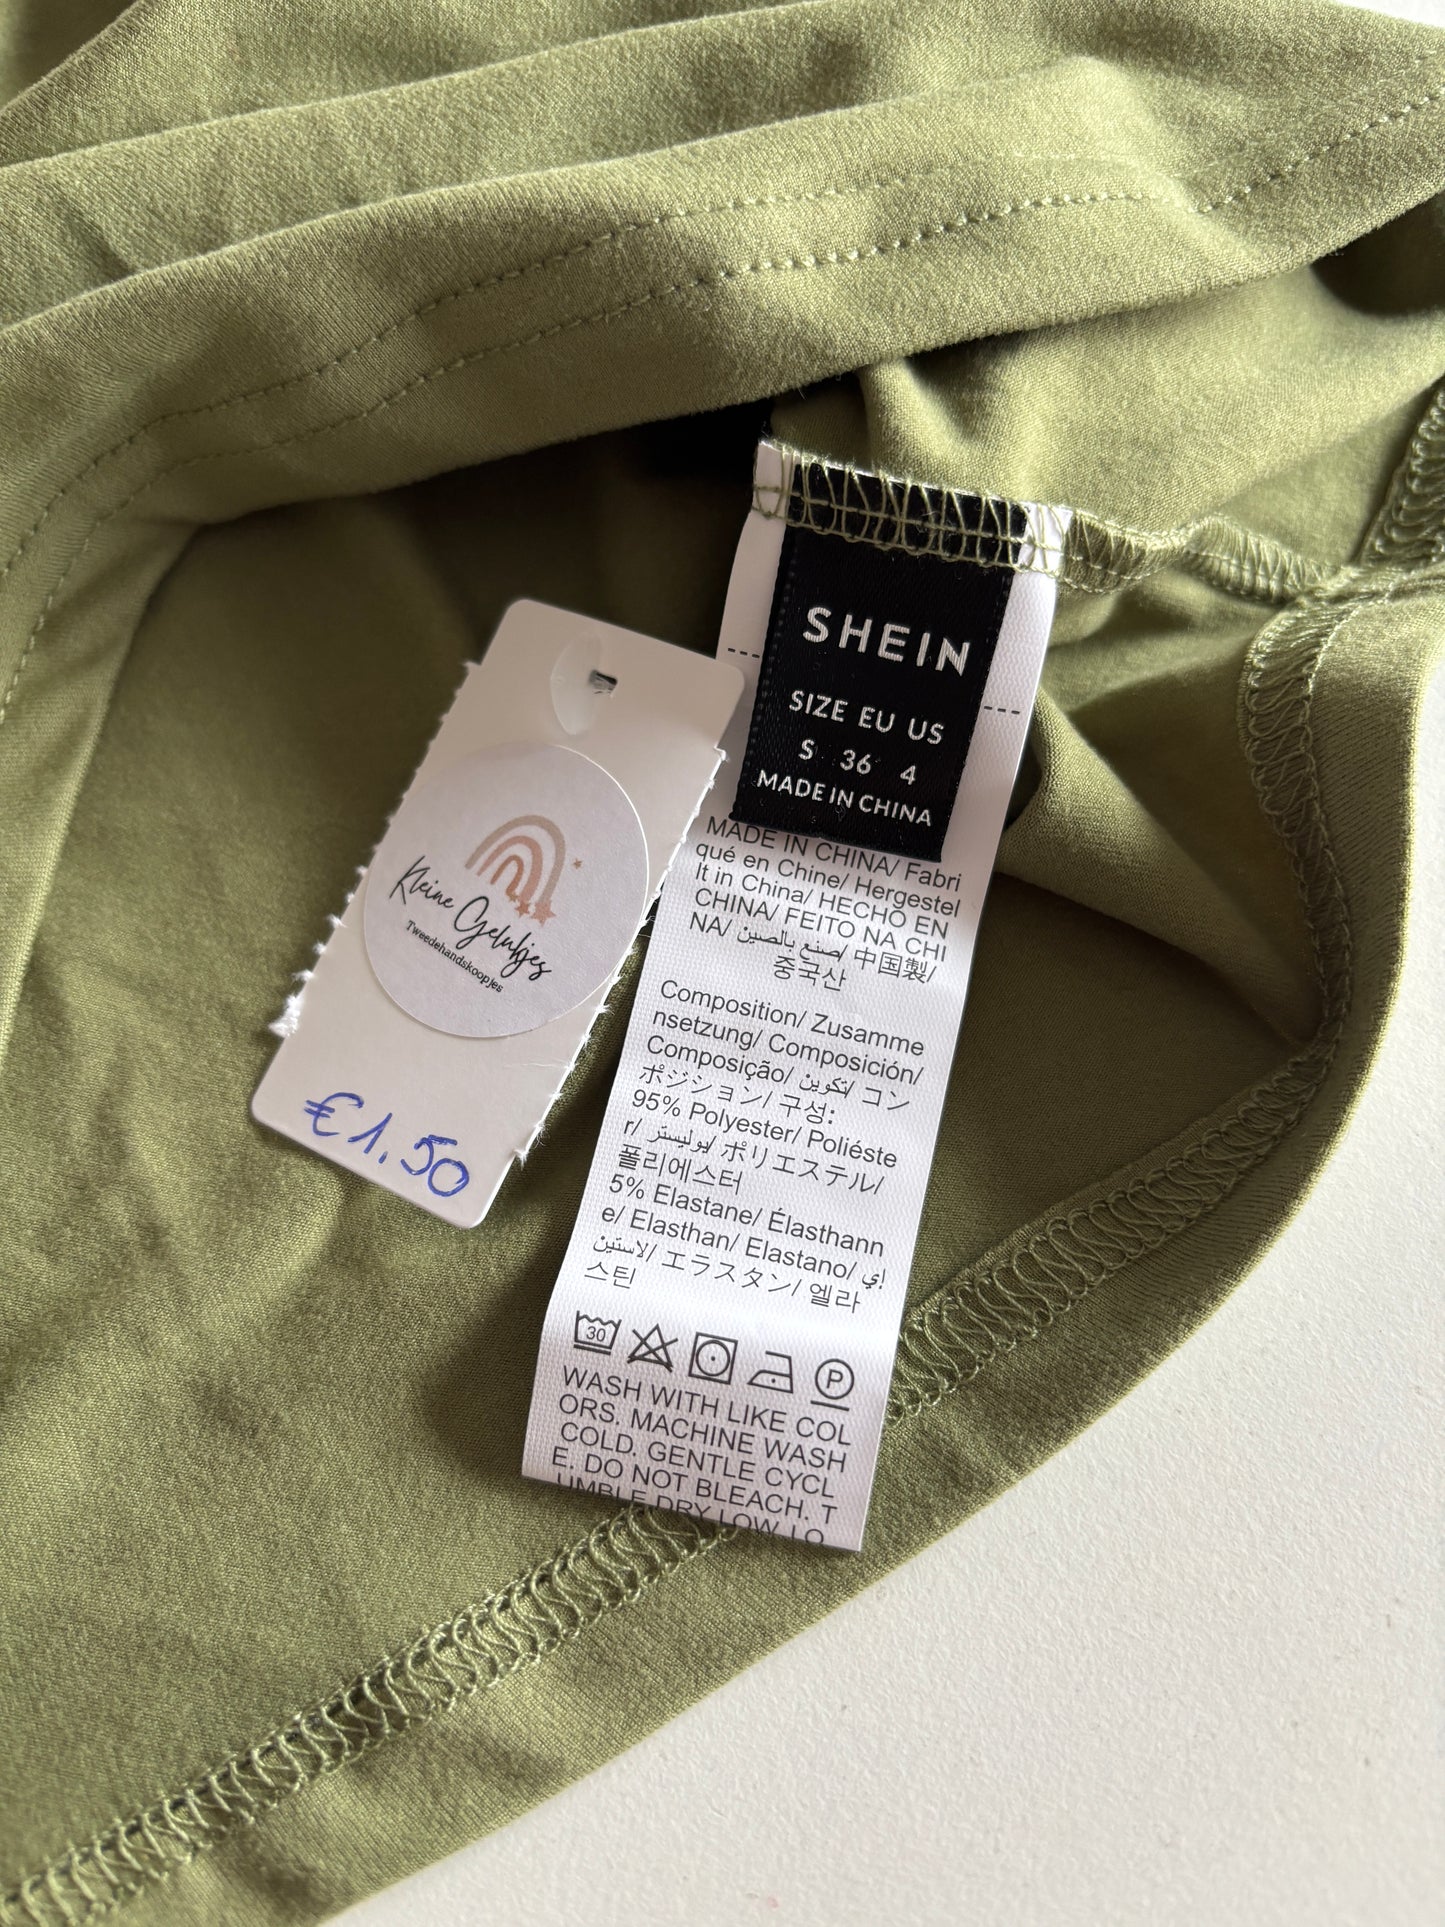 SHEIN
SIZE EU US
S 36 4
MADE IN CHINA
MADE IN CHINA/ Fabri
qué en Chine/ Hergestel
lt in China/ HECHO EN
CHINA/ FEITO NA CHI
NA/ صنع بالصين/ 中国製/
중국산
Composition/ Zusamme
nsetzung/ Composición/
Composição/ تكوين/ コン
ポジション/ 구성:
95% Polyester/ Poliéste
r/ بوليستر/ ポリエステル/
폴리에스터
5% Elastane/ Élasthann
e/ Elasthan/ Elastano/ إي
لاستين/ エラスタン/ 엘라
스틴
30 P
WASH WITH LIKE COL
ORS. MACHINE WASH
COLD. GENTLE CYCL
E. DO NOT BLEACH. T
UMBLE DRY LOW. LO
Kleine Gelukjes
Tweedehandskoopjes
€1.50